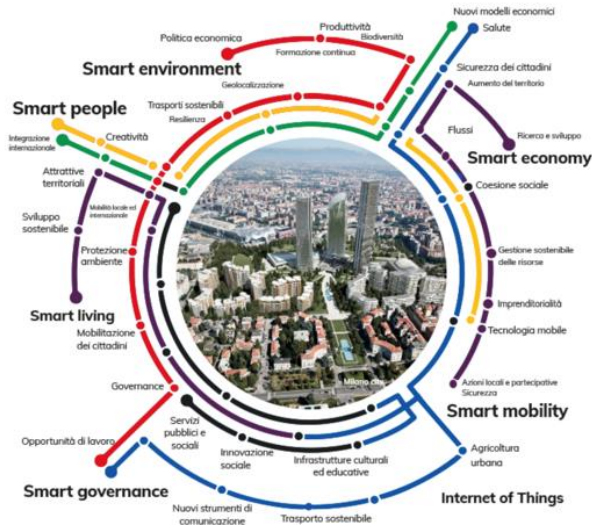 Nuovi modelli economici
Produttività
Politica economica
Biodiversità
Salute
Formazione continua
Smart environment
Sicurezza dei cittadini
Geolocalizzazione
Aumento del territorio
Smart people
Trasporti sostenibili
Resilienza
Flussi
Integrazione
internazionale
Creatività
Ricerca e sviluppo
Smart economy
Attrattive
territoriali
Coesione sociale
Mobilità locale ed
internazionale
Sviluppo
sostenibile
Protezione
ambiente
Gestione sostenibile
delle risorse
Smart living
Imprenditorialità
Mobilitazione
dei cittadini
Tecnologia mobile
Milano city
Governance
Azioni locali e partecipative
Sicurezza
Smart mobility
Servizi
pubblici e
sociali
Opportunità di lavoro
Innovazione
sociale
Infrastrutture culturali
ed educative
Agricoltura
urbana
Smart governance
Internet of Things
Nuovi strumenti di
comunicazione
Trasporto sostenibile